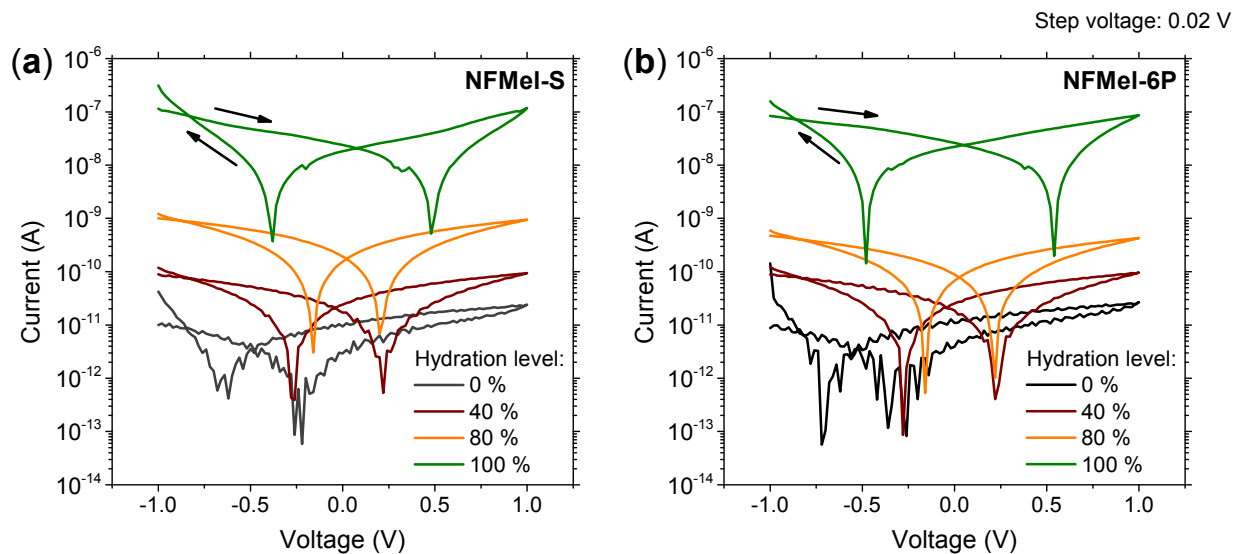 Step voltage: 0.02 V
(a)
NFMel-S
10⁻⁶
10⁻⁷
10⁻⁸
10⁻⁹
10⁻¹⁰
10⁻¹¹
10⁻¹²
10⁻¹³
10⁻¹⁴
Current (A)
Hydration level:
0 %
40 %
80 %
100 %
-1.0 -0.5 0.0 0.5 1.0
Voltage (V)
(b)
NFMel-6P
10⁻⁶
10⁻⁷
10⁻⁸
10⁻⁹
10⁻¹⁰
10⁻¹¹
10⁻¹²
10⁻¹³
10⁻¹⁴
Current (A)
Hydration level:
0 %
40 %
80 %
100 %
-1.0 -0.5 0.0 0.5 1.0
Voltage (V)